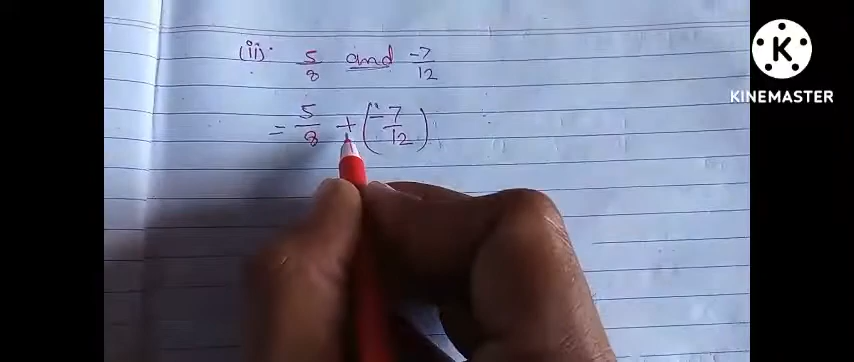 (ii). 5/8 and -7/12
= 5/8 + (-7/12)
KINEMASTER